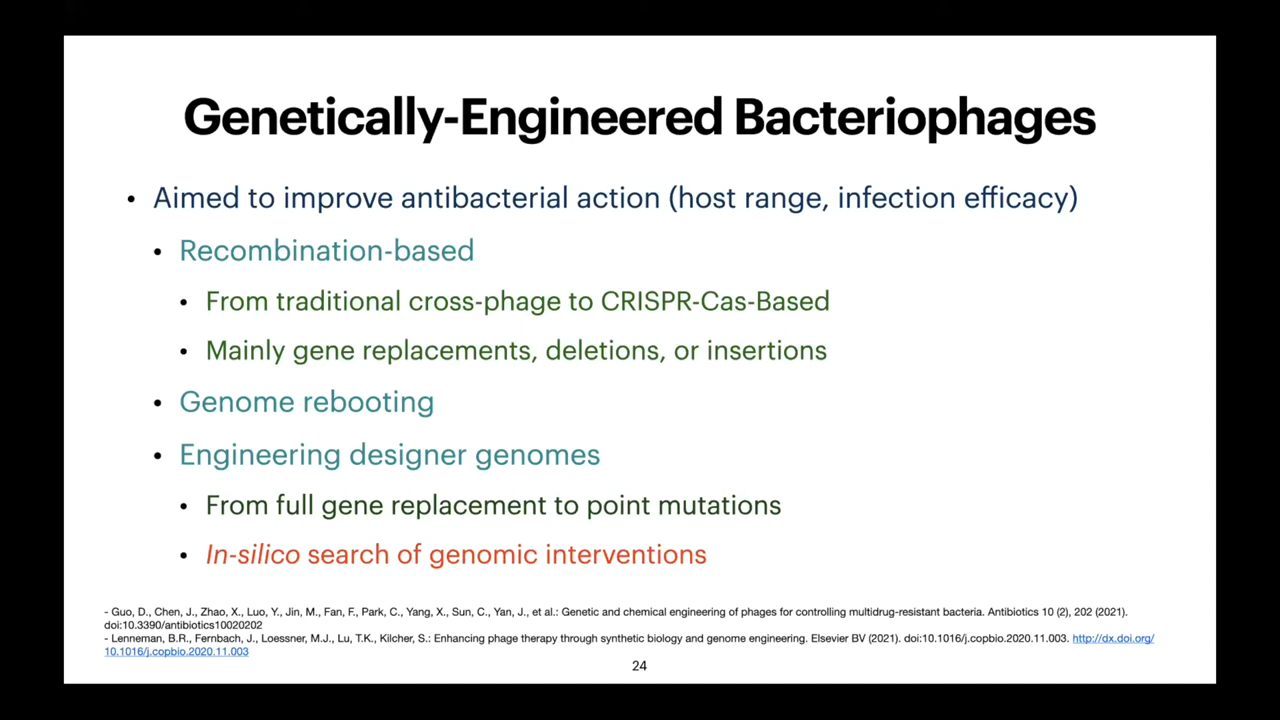 Genetically-Engineered Bacteriophages
• Aimed to improve antibacterial action (host range, infection efficacy)
• Recombination-based
• From traditional cross-phage to CRISPR-Cas-Based
• Mainly gene replacements, deletions, or insertions
• Genome rebooting
• Engineering designer genomes
• From full gene replacement to point mutations
• In-silico search of genomic interventions
- Guo, D., Chen, J., Zhao, X., Luo, Y., Jin, M., Fan, F., Park, C., Yang, X., Sun, C., Yan, J., et al.: Genetic and chemical engineering of phages for controlling multidrug-resistant bacteria. Antibiotics 10 (2), 202 (2021).
doi:10.3390/antibiotics10020202
- Lenneman, B.R., Fernbach, J., Loessner, M.J., Lu, T.K., Kilcher, S.: Enhancing phage therapy through synthetic biology and genome engineering. Elsevier BV (2021). doi:10.1016/j.copbio.2020.11.003. http://dx.doi.org/
10.1016/j.copbio.2020.11.003
24